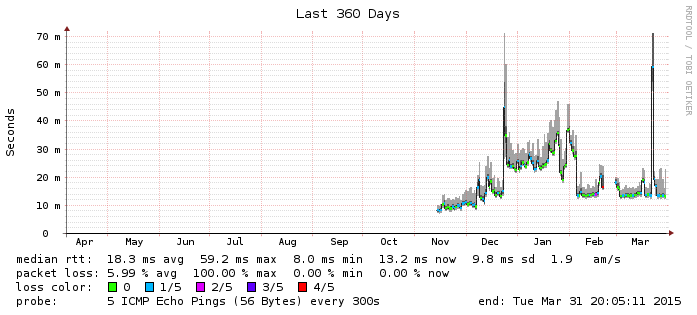 Last 360 Days
RRDTOOL / TOBI OETIKER
Seconds
70 m
60 m
50 m
40 m
30 m
20 m
10 m
0
Apr May Jun Jul Aug Sep Oct Nov Dec Jan Feb Mar
median rtt: 18.3 ms avg 59.2 ms max 8.0 ms min 13.2 ms now 9.8 ms sd 1.9 am/s
packet loss: 5.99 % avg 100.00 % max 0.00 % min 0.00 % now
loss color: 0 1/5 2/5 3/5 4/5
probe: 5 ICMP Echo Pings (56 Bytes) every 300s end: Tue Mar 31 20:05:11 2015